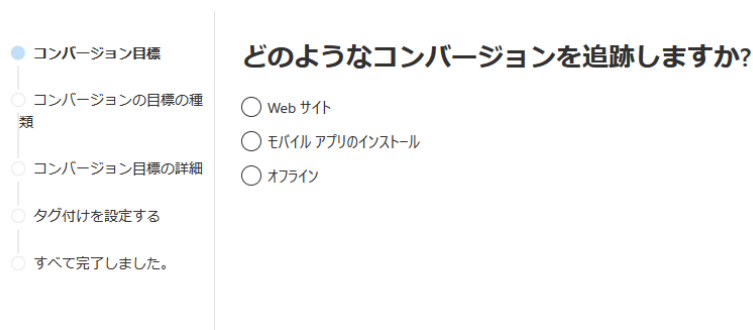 コンバージョン目標
コンバージョンの目標の種
類
コンバージョン目標の詳細
タグ付けを設定する
すべて完了しました。
どのようなコンバージョンを追跡しますか?
Web サイト
モバイル アプリのインストール
オフライン